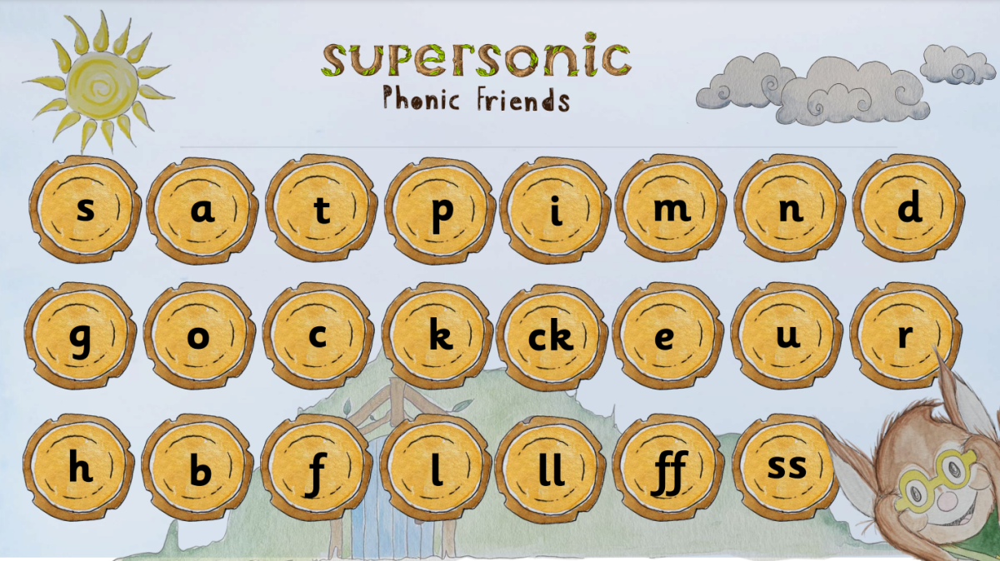 supersonic
Phonic Friends
s a t p i m n d
g o c k ck e u r
h b f l ll ff ss